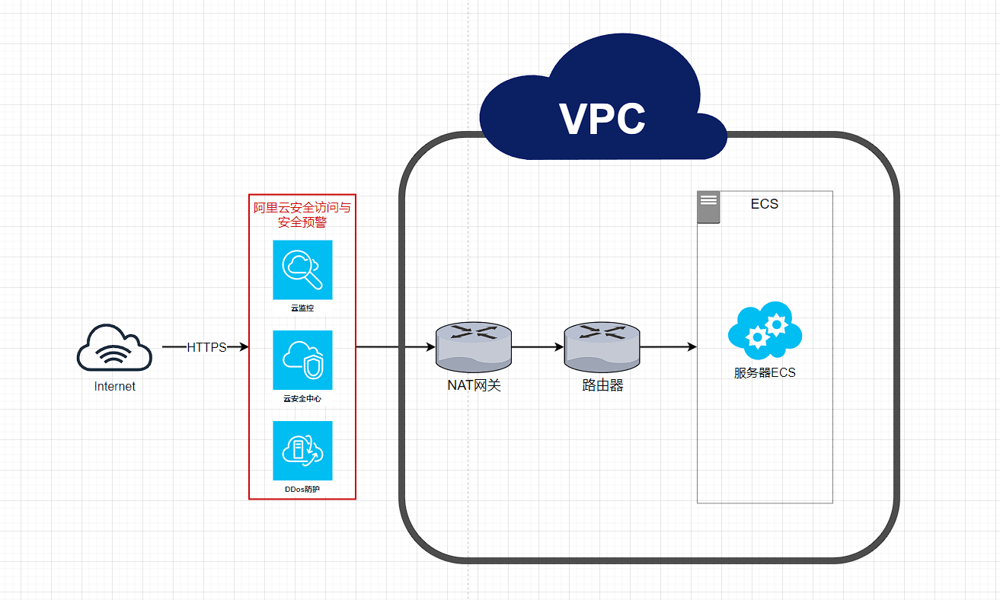 VPC
阿里云安全访问与
安全预警
云监控
云安全中心
DDos防护
Internet
HTTPS
NAT网关
路由器
ECS
服务器ECS